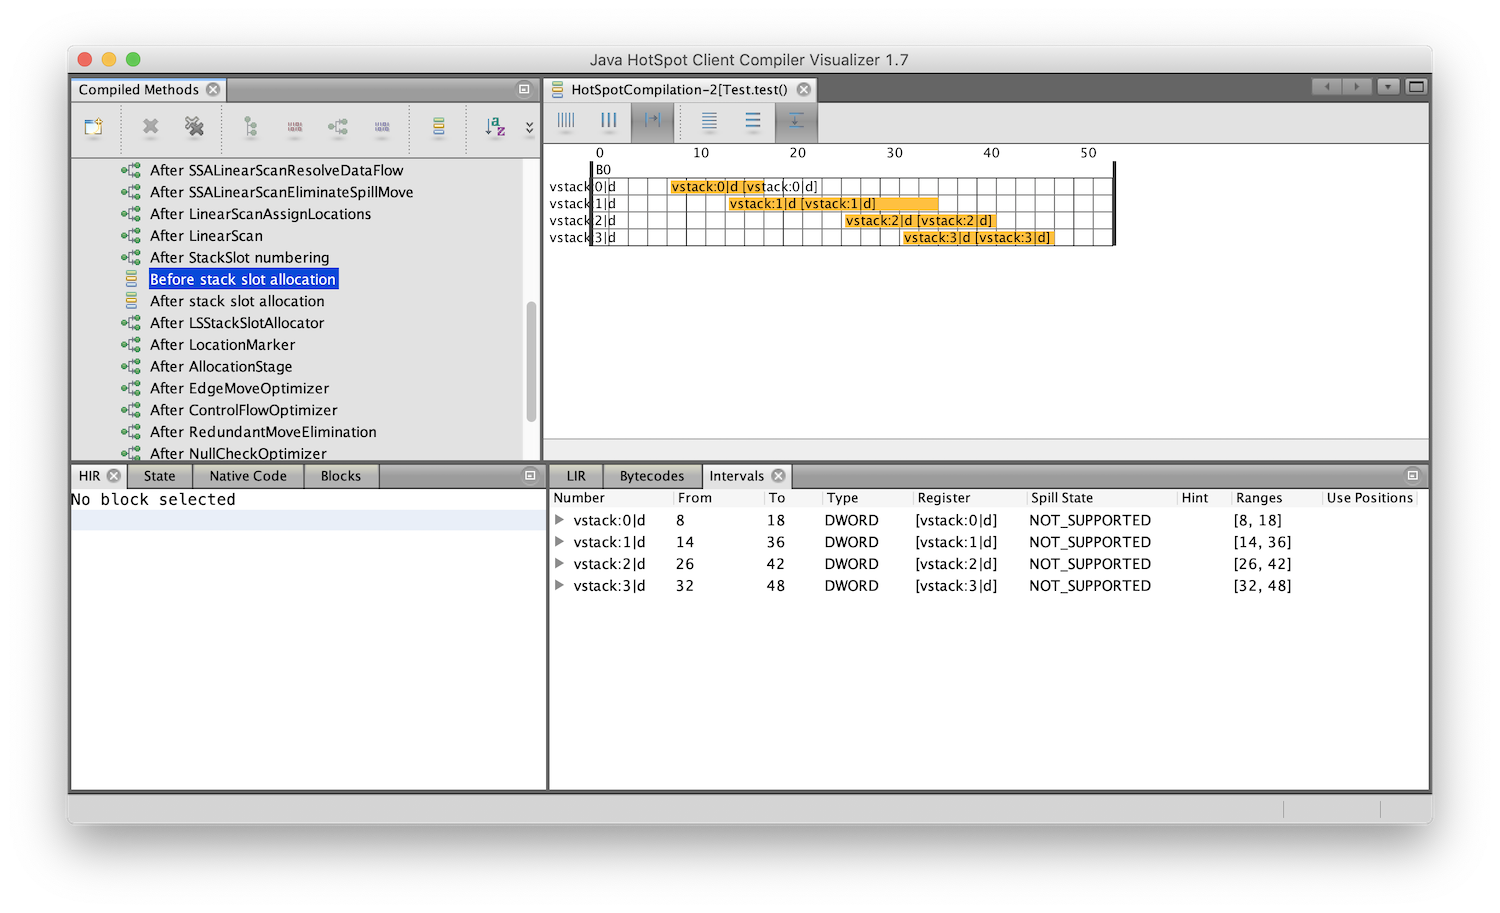 Java HotSpot Client Compiler Visualizer 1.7
Compiled Methods
After SSALinearScanResolveDataFlow
After SSALinearScanEliminateSpillMove
After LinearScanAssignLocations
After LinearScan
After StackSlot numbering
Before stack slot allocation
After stack slot allocation
After LSStackSlotAllocator
After LocationMarker
After AllocationStage
After EdgeMoveOptimizer
After ControlFlowOptimizer
After RedundantMoveElimination
After NullCheckOptimizer
HotSpotCompilation-2[Test.test()
0 10 20 30 40 50
B0
vstack:0|d vstack:0|d [vstack:0|d]
vstack:1|d vstack:1|d [vstack:1|d]
vstack:2|d vstack:2|d [vstack:2|d]
vstack:3|d vstack:3|d [vstack:3|d]
HIR State Native Code Blocks
No block selected
LIR Bytecodes Intervals
Number From To Type Register Spill State Hint Ranges Use Positions
vstack:0|d 8 18 DWORD [vstack:0|d] NOT_SUPPORTED [8, 18]
vstack:1|d 14 36 DWORD [vstack:1|d] NOT_SUPPORTED [14, 36]
vstack:2|d 26 42 DWORD [vstack:2|d] NOT_SUPPORTED [26, 42]
vstack:3|d 32 48 DWORD [vstack:3|d] NOT_SUPPORTED [32, 48]